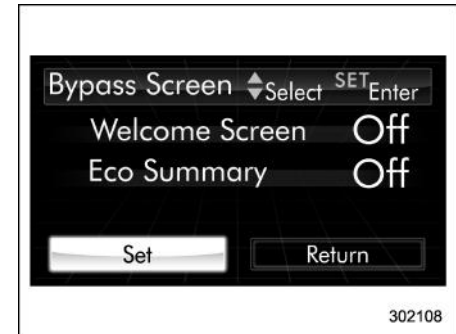 Bypass Screen Select SET Enter
Welcome Screen Off
Eco Summary Off
Set Return
302108